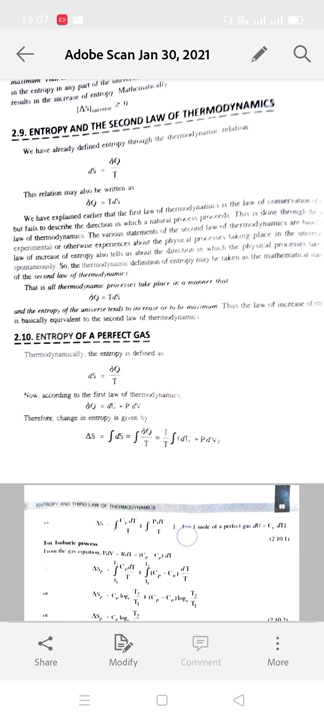 13:07
Adobe Scan Jan 30, 2021
in the entropy in any part of the
results in the increase of entropy Mathematically
≥ 0
2.9. ENTROPY AND THE SECOND LAW OF THERMODYNAMICS
We have already defined entropy through the thermodynamic relation
dS = δQ / T
This relation may also be written as
δQ = TdS
We have explained earlier that the first law of thermodynamics is the law of conservation
but fails to describe the direction in which a natural process proceeds. This is done through the
law of thermodynamics. The various statements of the second law of thermodynamics are
experimental or otherwise experiences about the physical processes taking place in the
law of increase of entropy also tells us about the direction in which the physical processes
spontaneously. So, the thermodynamic definition of entropy may be taken as the mathematical
of the second law of thermodynamics
That is all thermodynamic processes take place in a manner that
δQ = TdS
and the entropy of the universe tends to increase or to be maximum. Thus the law of increase of
is basically equivalent to the second law of thermodynamics
2.10. ENTROPY OF A PERFECT GAS
Thermodynamically, the entropy is defined as
dS = δQ / T
Now, according to the first law of thermodynamics
δQ = dU + PdV
Therefore, change in entropy is given by
ΔS = ∫dS = ∫ δQ / T = 1 / T ∫(dU + PdV)
ENTROPY AND THIRD LAW OF THERMODYNAMICS
mole of a perfect gas
(2.10.1)
For Isobaric process
From the gas equation, PdV = RdT = (Cp - Cv) dT
Share
Modify
Comment
More